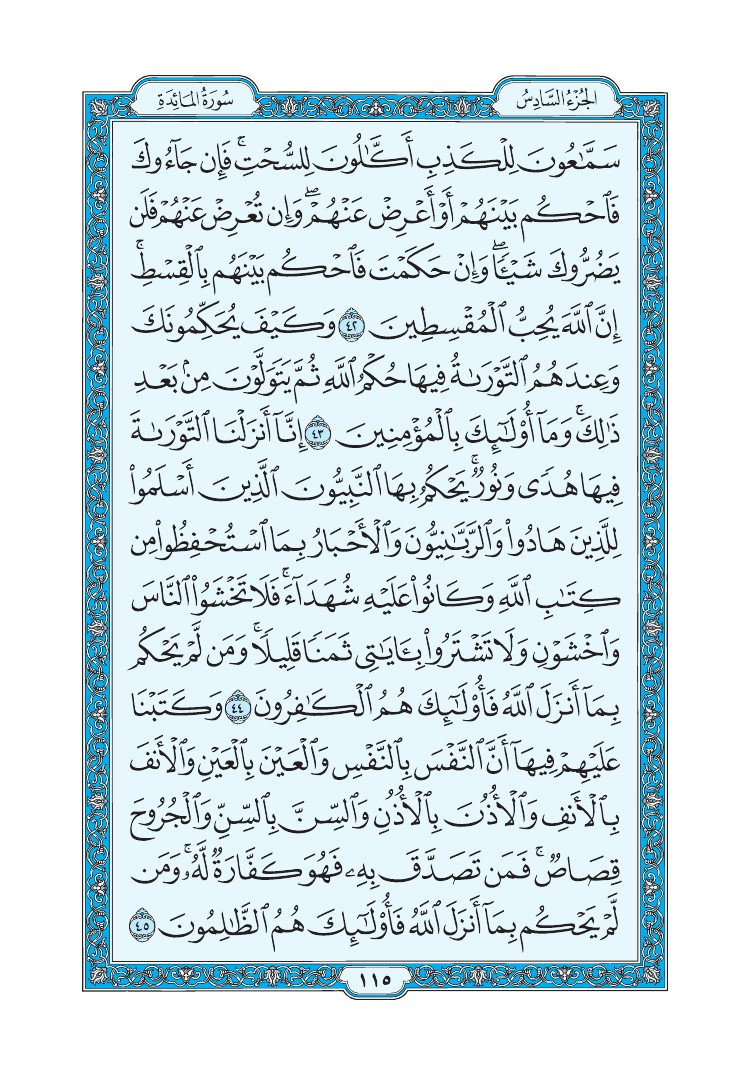 الجُزْءُ السَّادِسُ
سُورَةُ المَائِدَةِ
سَمَّٰعُونَ لِلْكَذِبِ أَكَّٰلُونَ لِلسُّحْتِۚ فَإِن جَآءُوكَ
فَٱحْكُم بَيْنَهُمْ أَوْ أَعْرِضْ عَنْهُمْۖ وَإِن تُعْرِضْ عَنْهُمْ فَلَن
يَضُرُّوكَ شَيْـًٔاۖ وَإِنْ حَكَمْتَ فَٱحْكُم بَيْنَهُم بِٱلْقِسْطِۚ
إِنَّ ٱللَّهَ يُحِبُّ ٱلْمُقْسِطِينَ ٤٢ وَكَيْفَ يُحَكِّمُونَكَ
وَعِندَهُمُ ٱلتَّوْرَىٰةُ فِيهَا حُكْمُ ٱللَّهِ ثُمَّ يَتَوَلَّوْنَ مِنۢ بَعْدِ
ذَٰلِكَۚ وَمَآ أُو۟لَٰٓئِكَ بِٱلْمُؤْمِنِينَ ٤٣ إِنَّآ أَنزَلْنَا ٱلتَّوْرَىٰةَ
فِيهَا هُدًى وَنُورٌۚ يَحْكُمُ بِهَا ٱلنَّبِيُّونَ ٱلَّذِينَ أَسْلَمُوا۟
لِلَّذِينَ هَادُوا۟ وَٱلرَّبَّٰنِيُّونَ وَٱلْأَحْبَارُ بِمَا ٱسْتُحْفِظُوا۟ مِن
كِتَٰبِ ٱللَّهِ وَكَانُوا۟ عَلَيْهِ شُهَدَآءَۚ فَلَا تَخْشَوُا۟ ٱلنَّاسَ
وَٱخْشَوْنِ وَلَا تَشْتَرُوا۟ بِـَٔايَٰتِى ثَمَنًا قَلِيلًاۚ وَمَن لَّمْ يَحْكُم
بِمَآ أَنزَلَ ٱللَّهُ فَأُو۟لَٰٓئِكَ هُمُ ٱلْكَٰفِرُونَ ٤٤ وَكَتَبْنَا
عَلَيْهِمْ فِيهَآ أَنَّ ٱلنَّفْسَ بِٱلنَّفْسِ وَٱلْعَيْنَ بِٱلْعَيْنِ وَٱلْأَنفَ
بِٱلْأَنفِ وَٱلْأُذُنَ بِٱلْأُذُنِ وَٱلسِّنَّ بِٱلسِّنِّ وَٱلْجُرُوحَ
قِصَاصٌۚ فَمَن تَصَدَّقَ بِهِۦ فَهُوَ كَفَّارَةٌ لَّهُۥۚ وَمَن
لَّمْ يَحْكُم بِمَآ أَنزَلَ ٱللَّهُ فَأُو۟لَٰٓئِكَ هُمُ ٱلظَّٰلِمُونَ ٤٥
١١٥